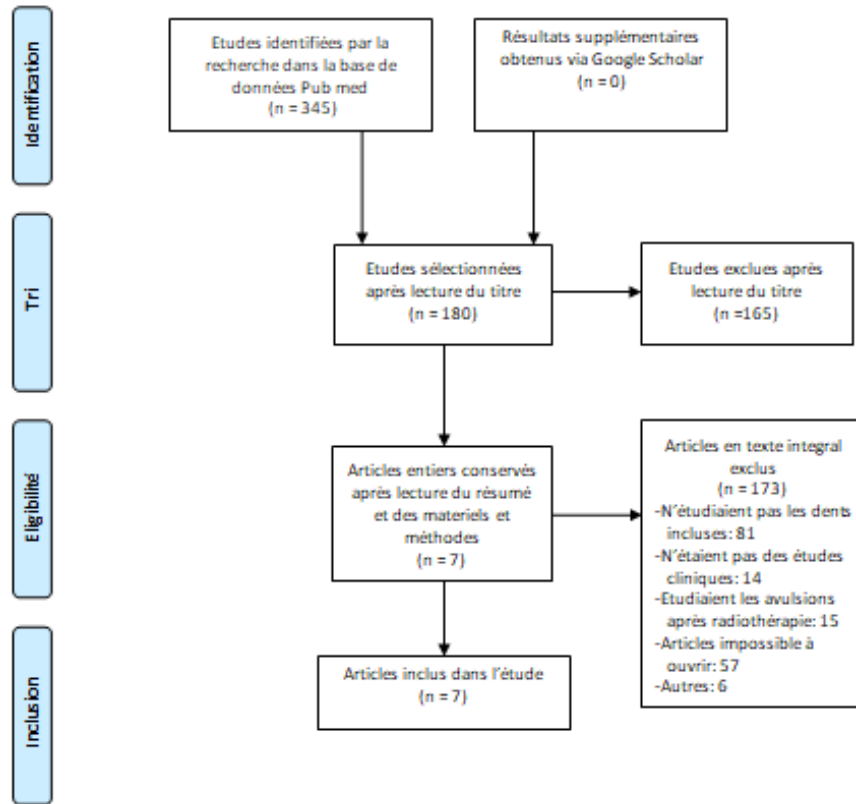 Identification
Etudes identifiées par la
recherche dans la base de
données Pub med
(n = 345)
Résultats supplémentaires
obtenus via Google Scholar
(n = 0)
Tri
Etudes sélectionnées
après lecture du titre
(n = 180)
Etudes exclues après
lecture du titre
(n =165)
Eligibilité
Articles entiers conservés
après lecture du résumé
et des materiels et
méthodes
(n = 7)
Articles en texte integral
exclus
(n = 173)
-N´étudiaient pas les dents
incluses: 81
-N´étaient pas des études
cliniques: 14
-Etudiaient les avulsions
après radiothérapie: 15
-Articles impossible à
ouvrir: 57
-Autres: 6
Inclusion
Articles inclus dans l´étude
(n = 7)